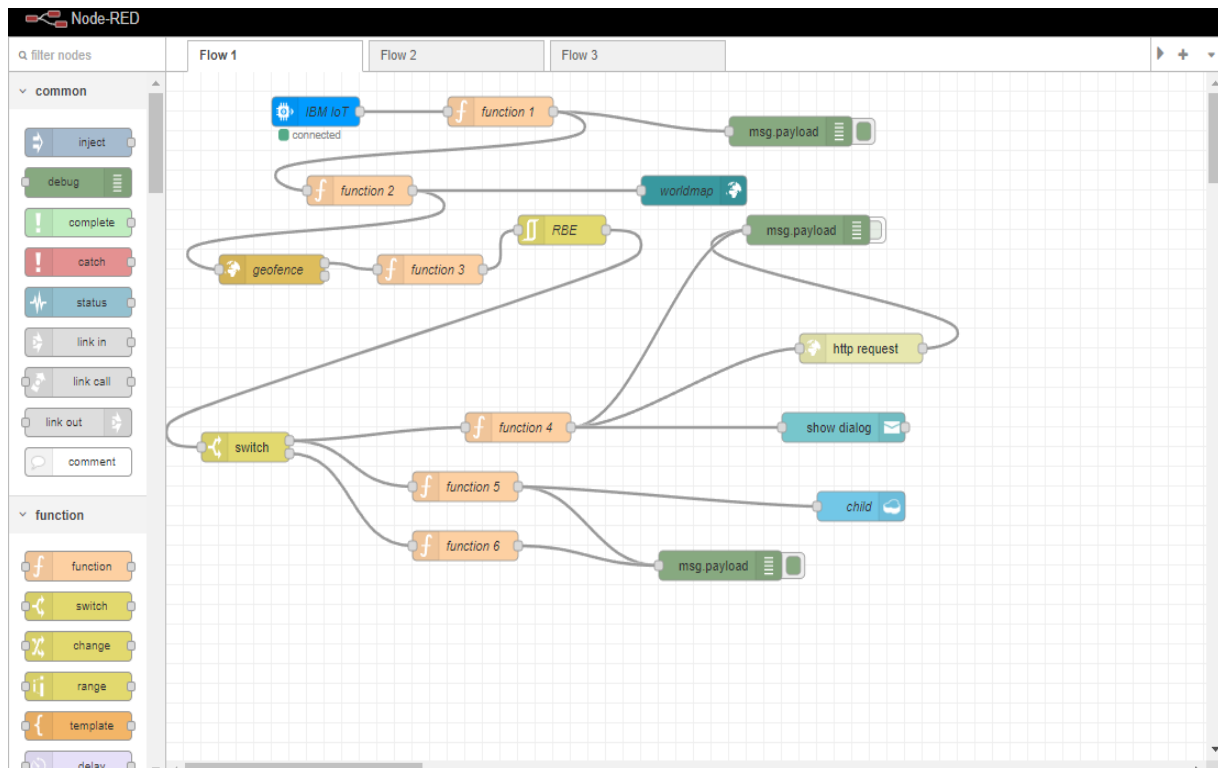 Node-RED
filter nodes
Flow 1
Flow 2
Flow 3
common
inject
debug
complete
catch
status
link in
link call
link out
comment
function
function
switch
change
range
template
delay
IBM IoT
connected
function 1
msg.payload
function 2
worldmap
RBE
msg.payload
geofence
function 3
http request
function 4
show dialog
switch
function 5
child
function 6
msg.payload